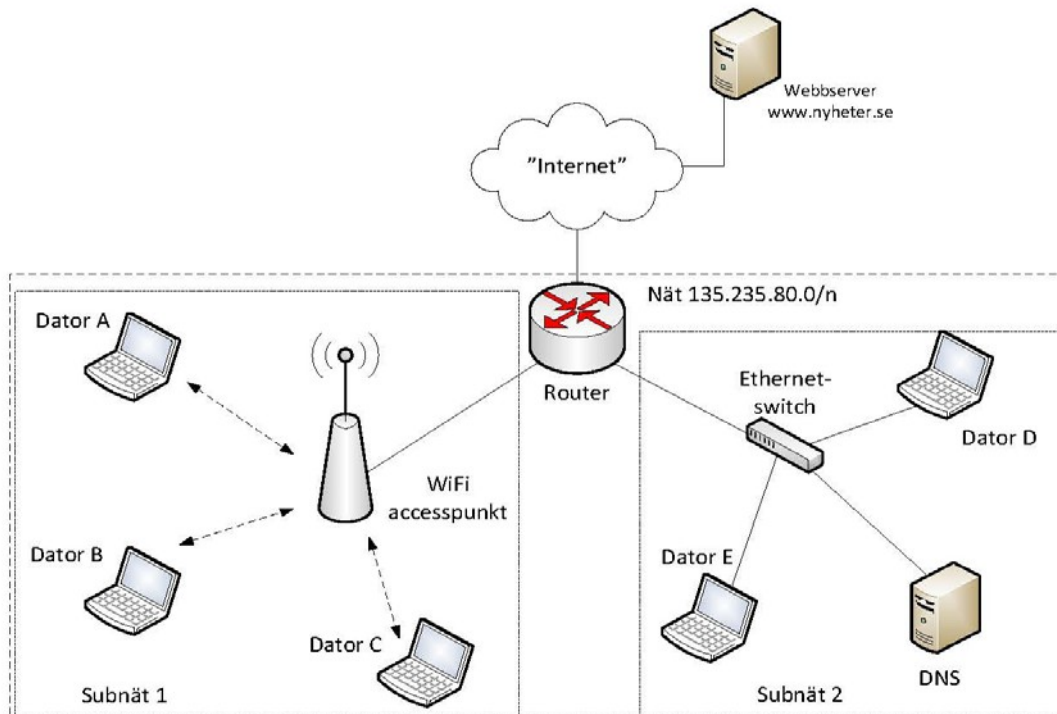 Webbserver
www.nyheter.se
"Internet"
Nät 135.235.80.0/n
Dator A
Router
Ethernet-
switch
Dator D
WiFi
accesspunkt
Dator B
Dator E
Dator C
DNS
Subnät 1
Subnät 2